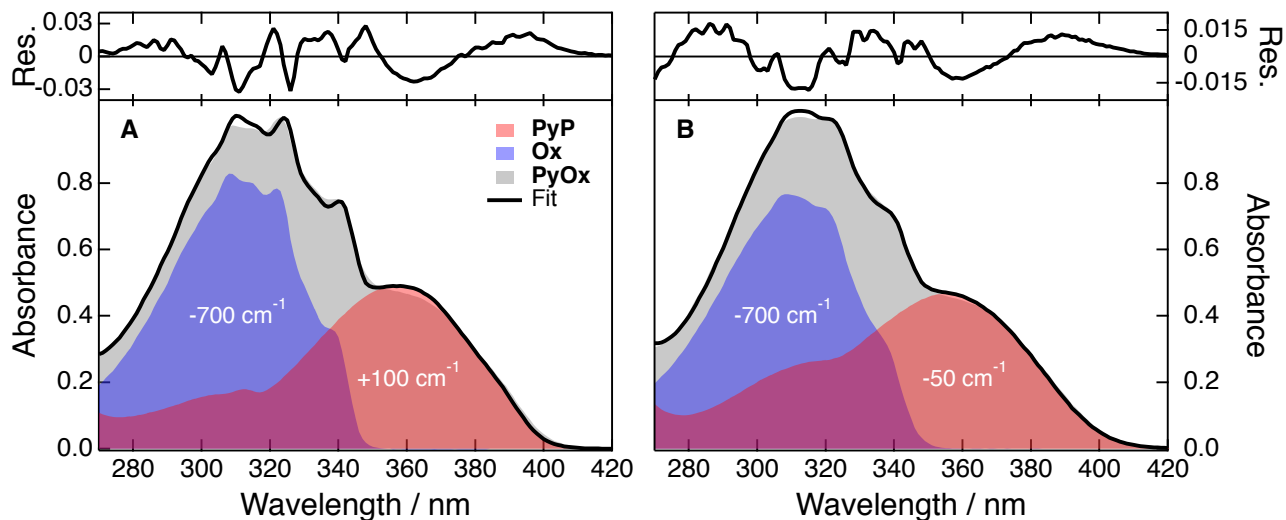 Res.
0.03
0
-0.03
A
PyP
Ox
PyOx
Fit
-700 cm⁻¹
+100 cm⁻¹
Absorbance
0.8
0.6
0.4
0.2
0.0
280 300 320 340 360 380 400 420
Wavelength / nm
0.015
0
-0.015
Res.
B
-700 cm⁻¹
-50 cm⁻¹
0.8
0.6
0.4
0.2
0.0
Absorbance
280 300 320 340 360 380 400 420
Wavelength / nm